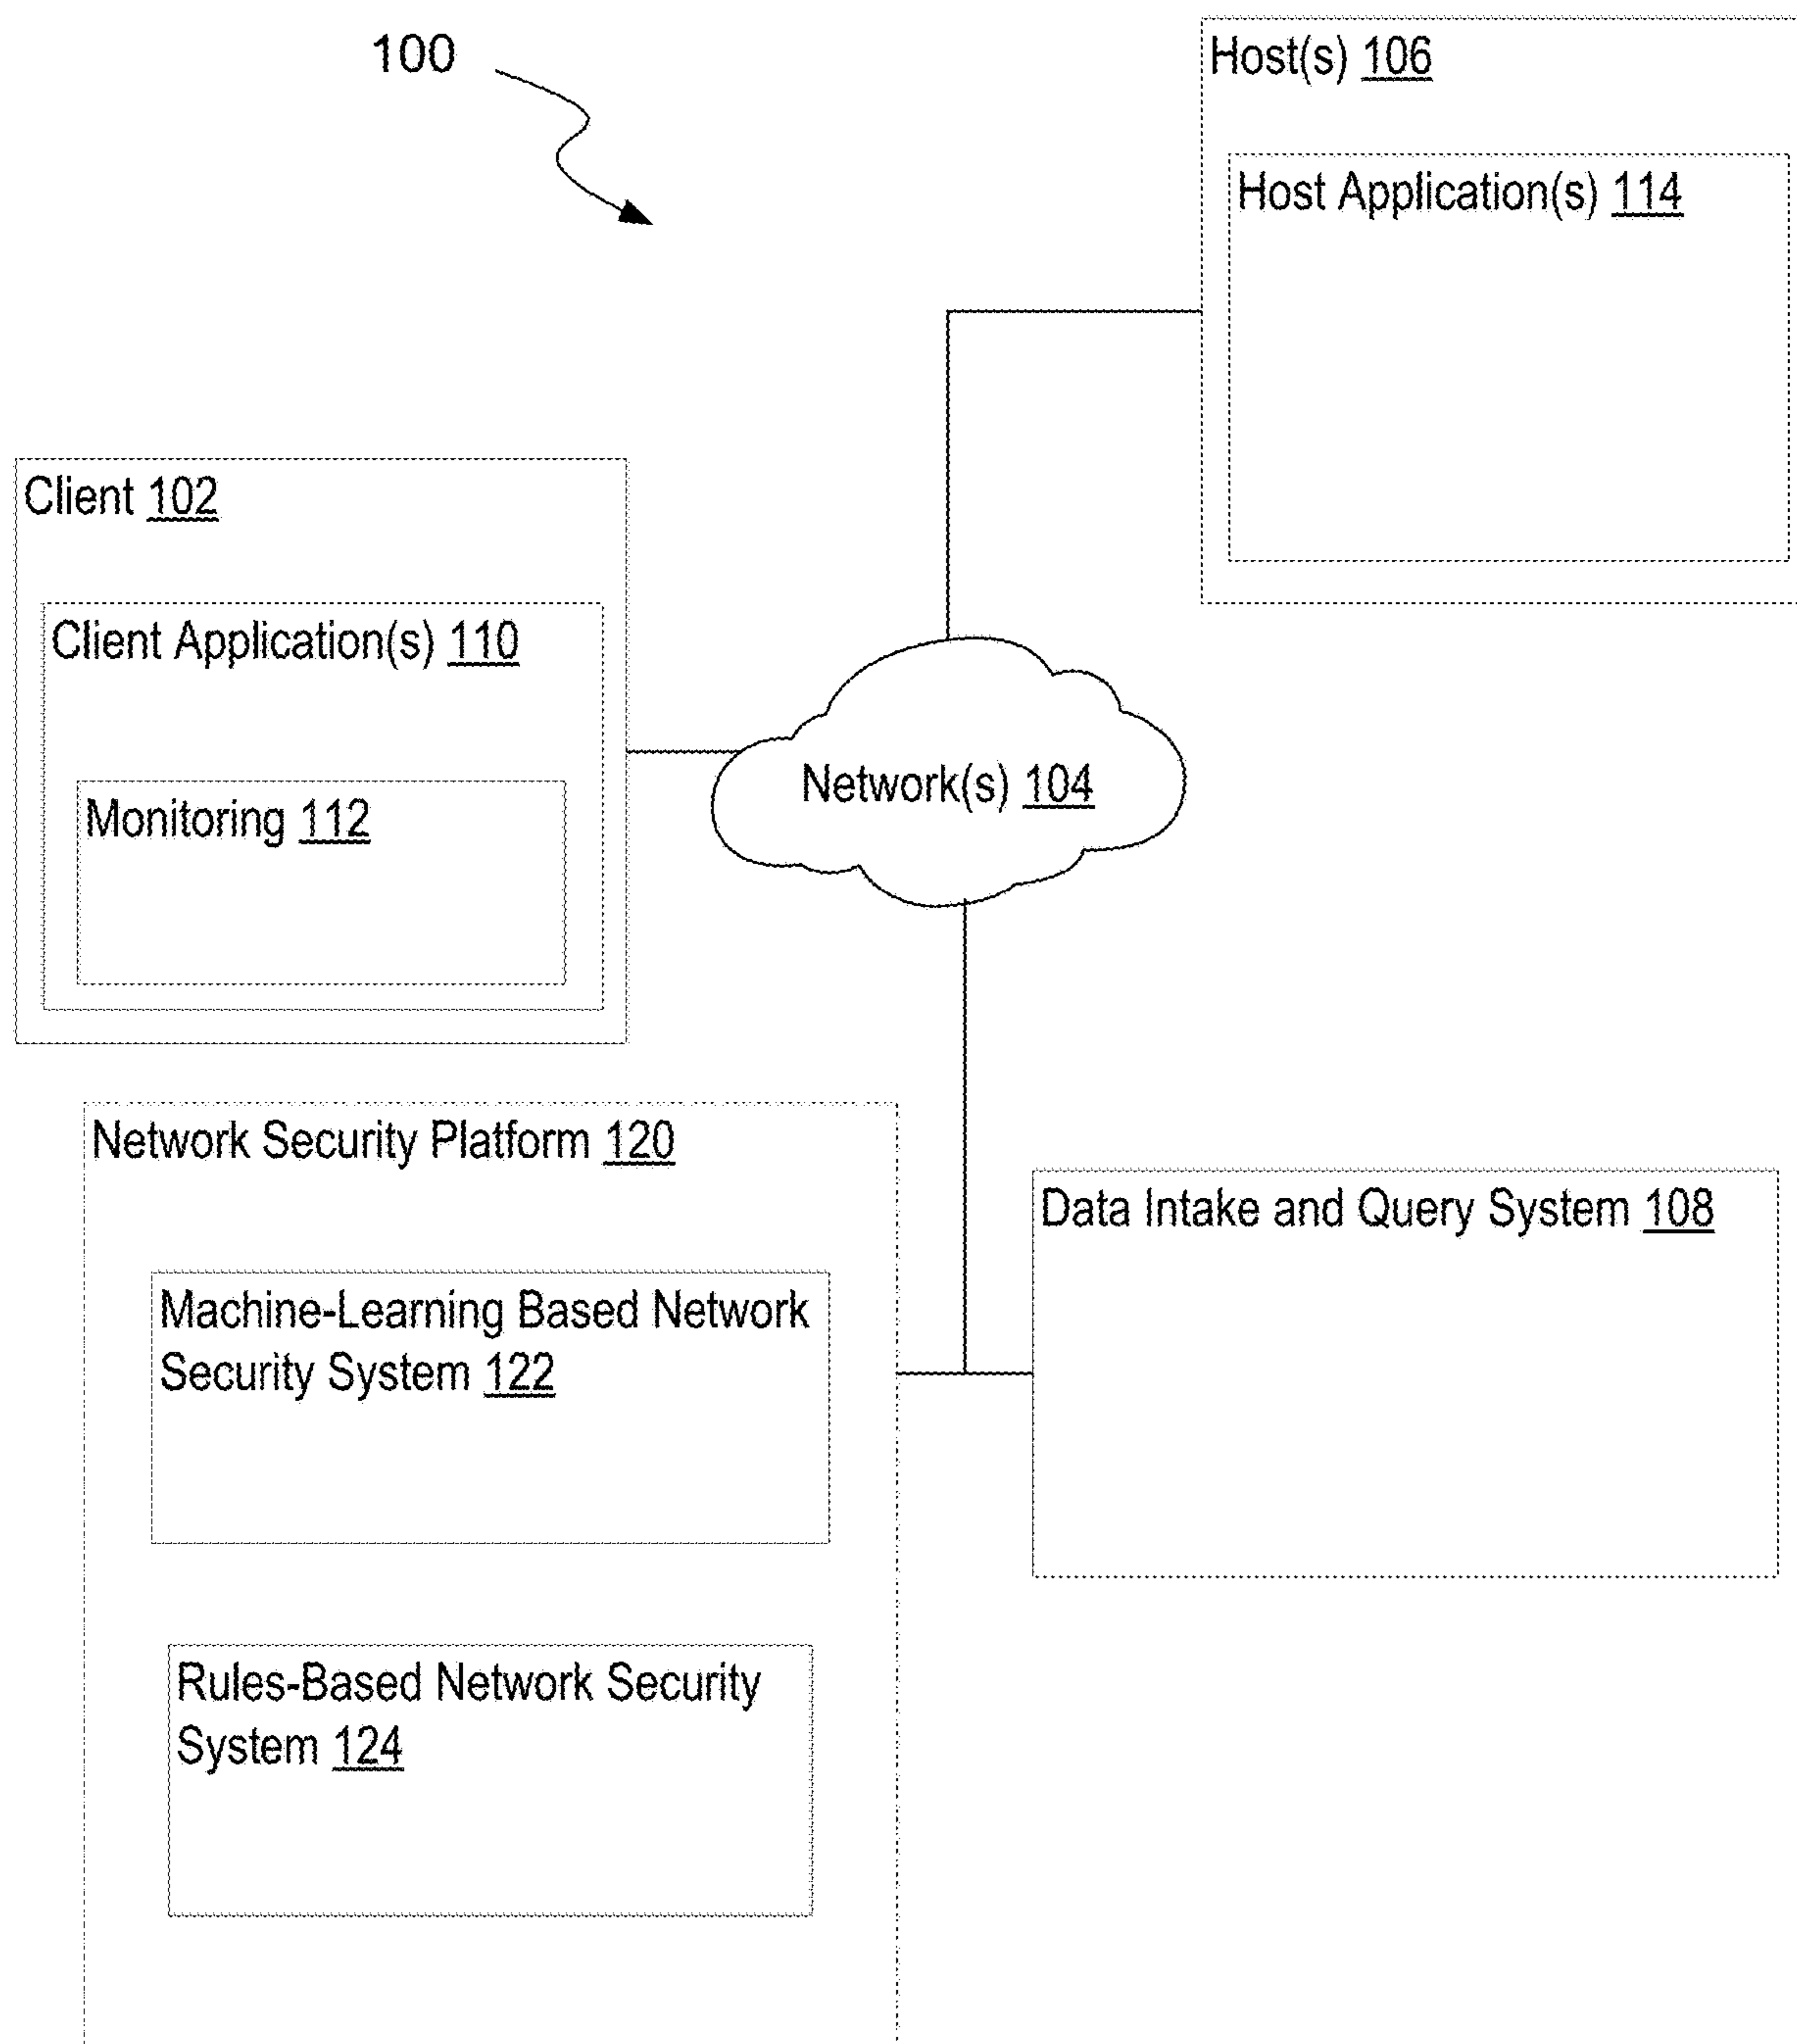 100
Host(s) 106
Host Application(s) 114
Client 102
Client Application(s) 110
Monitoring 112
Network(s) 104
Network Security Platform 120
Data Intake and Query System 108
Machine-Learning Based Network
Security System 122
Rules-Based Network Security
System 124